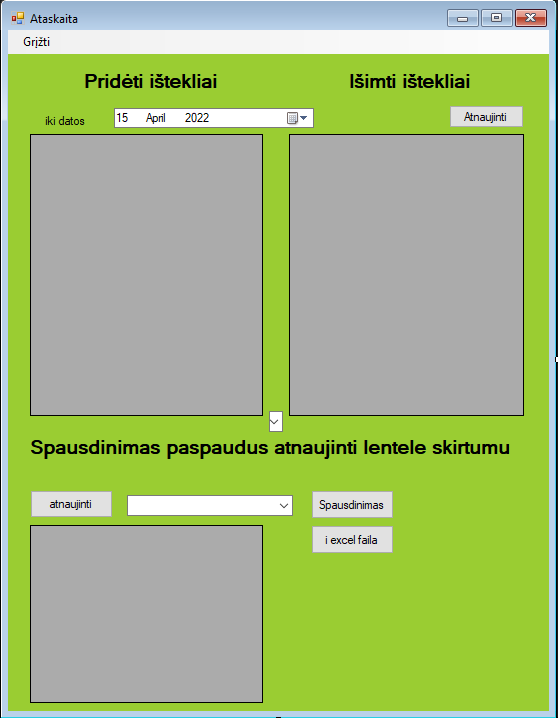 Ataskaita
Grįžti
Pridėti ištekliai
Išimti ištekliai
iki datos
15 April 2022
Atnaujinti
Spausdinimas paspaudus atnaujinti lentele skirtumu
atnaujinti
Spausdinimas
i excel faila